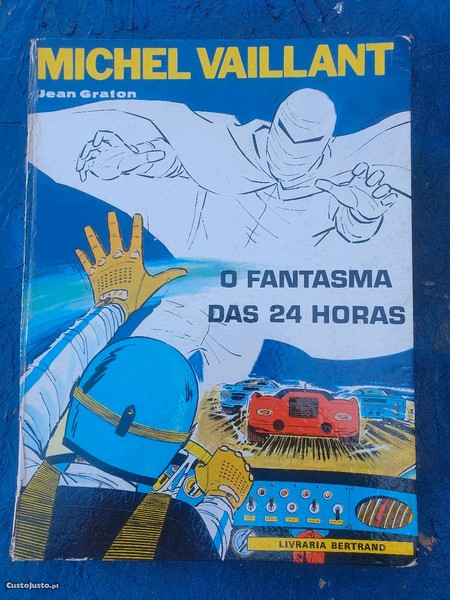 MICHEL VAILLANT
Jean Graton
O FANTASMA
DAS 24 HORAS
LIVRARIA BERTRAND
CustoJusto.pt